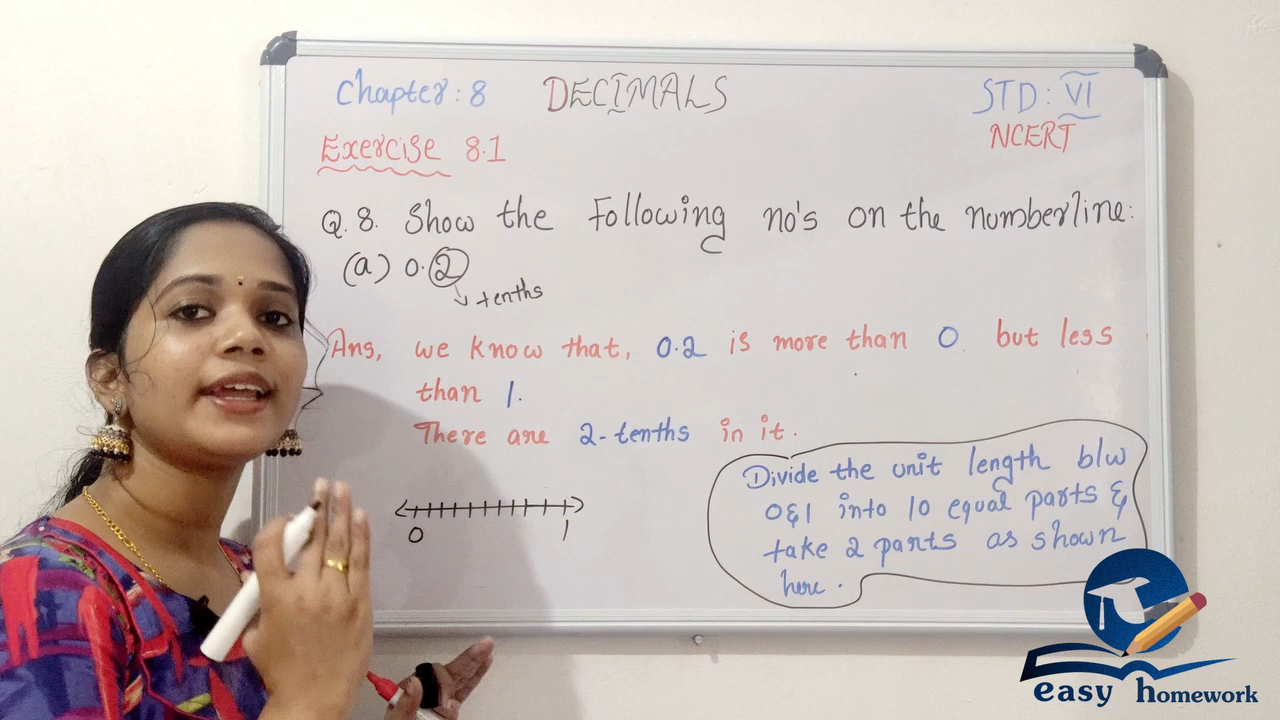 Chapter: 8 DECIMALS STD: VI
Exercise 8.1 NCERT
Q. 8. Show the Following no's on the numberline:
(a) 0.2
tenths
Ans, we know that, 0.2 is more than 0 but less
than 1.
There are 2-tenths in it.
Divide the unit length b/w
0&1 into 10 equal parts &
take 2 parts as shown
here.
0 1
easy homework